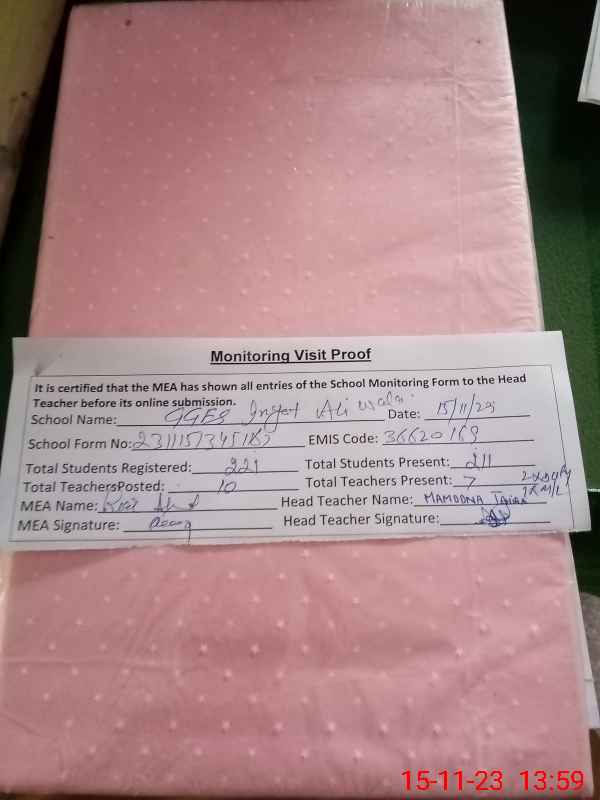 Monitoring Visit Proof
It is certified that the MEA has shown all entries of the School Monitoring Form to the Head
Teacher before its online submission.
School Name: GGES Ali wala Date: 15/11/23
School Form No: EMIS Code: 36620169
Total Students Registered: 221 Total Students Present: 211
Total TeachersPosted: 10 Total Teachers Present: 7
MEA Name: Head Teacher Name: MAMOONA
MEA Signature: Head Teacher Signature:
15-11-23 13:59